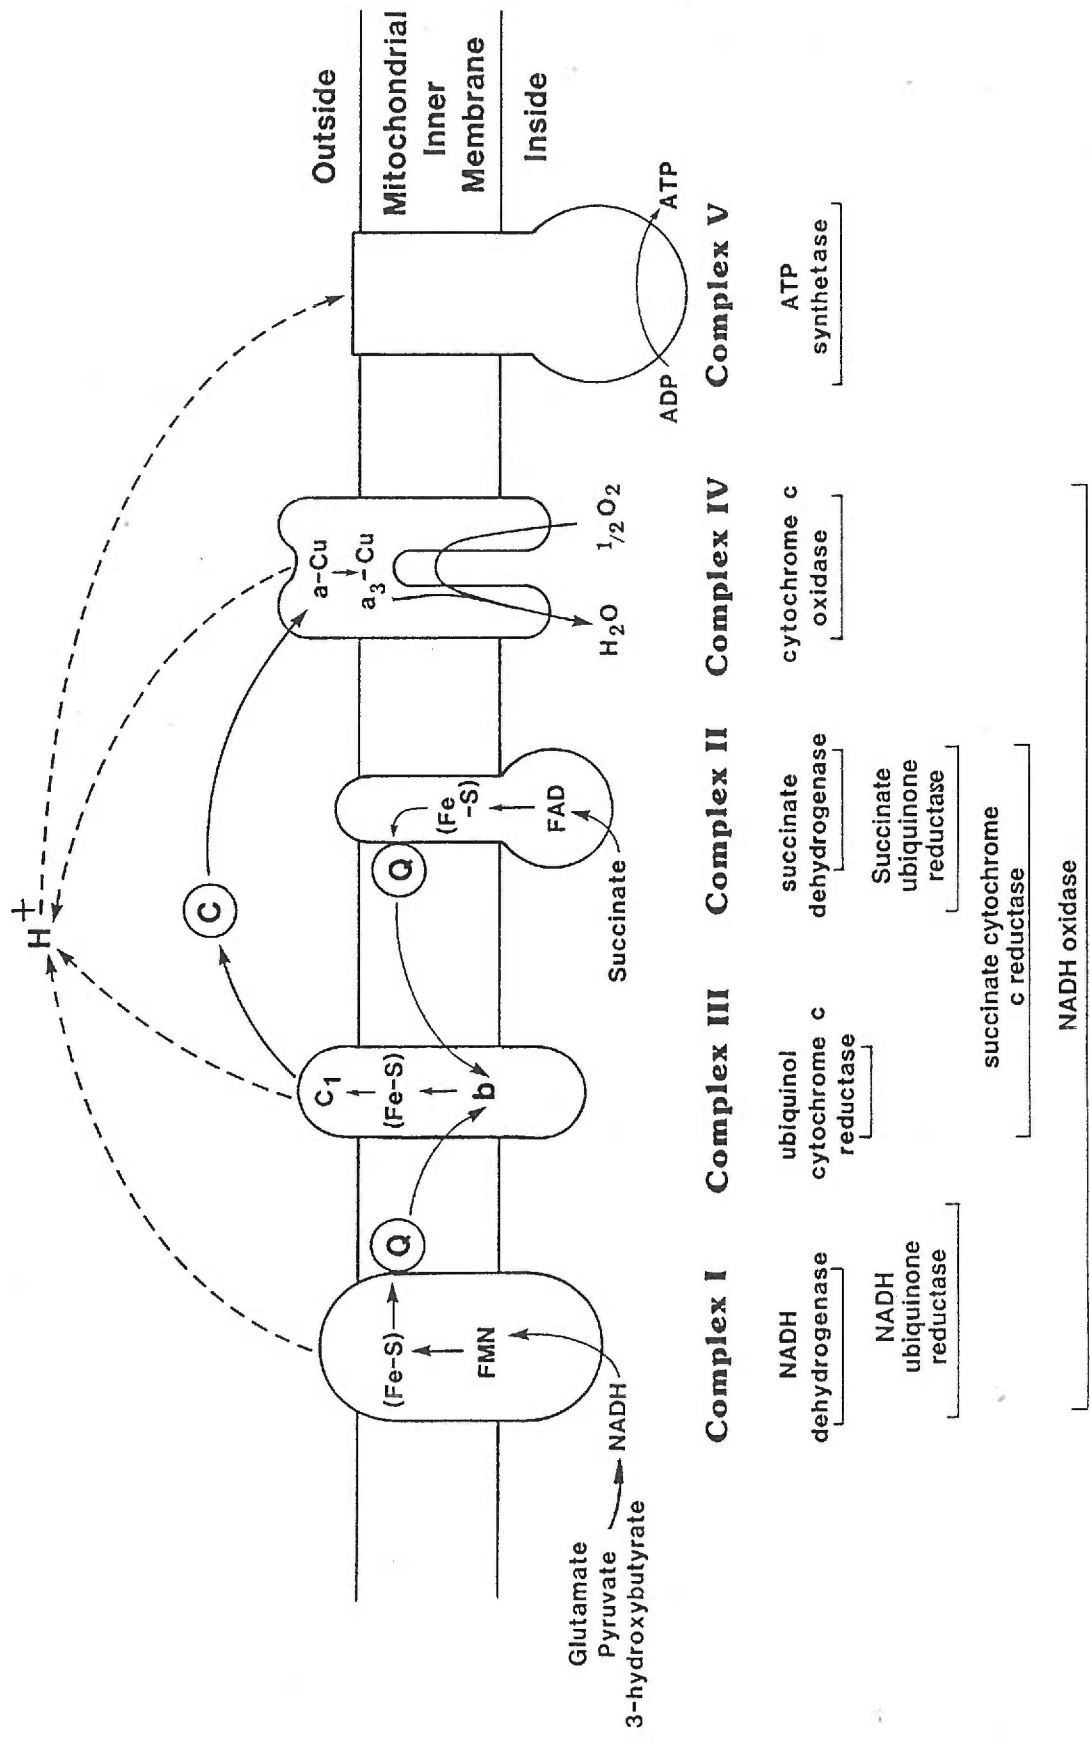 H+
C
Outside
Mitochondrial
Inner
Membrane
Inside
Q
(Fe-S)
FMN
C1
(Fe-S)
b
Q
(Fe
-S)
FAD
a-Cu
a3-Cu
Glutamate
Pyruvate
3-hydroxybutyrate
NADH
Succinate
H2O
1/2O2
ADP
ATP
Complex I
Complex III
Complex II
Complex IV
Complex V
NADH
dehydrogenase
ubiquinol
cytochrome c
reductase
succinate
dehydrogenase
cytochrome c
oxidase
ATP
synthetase
NADH
ubiquinone
reductase
Succinate
ubiquinone
reductase
succinate cytochrome
c reductase
NADH oxidase